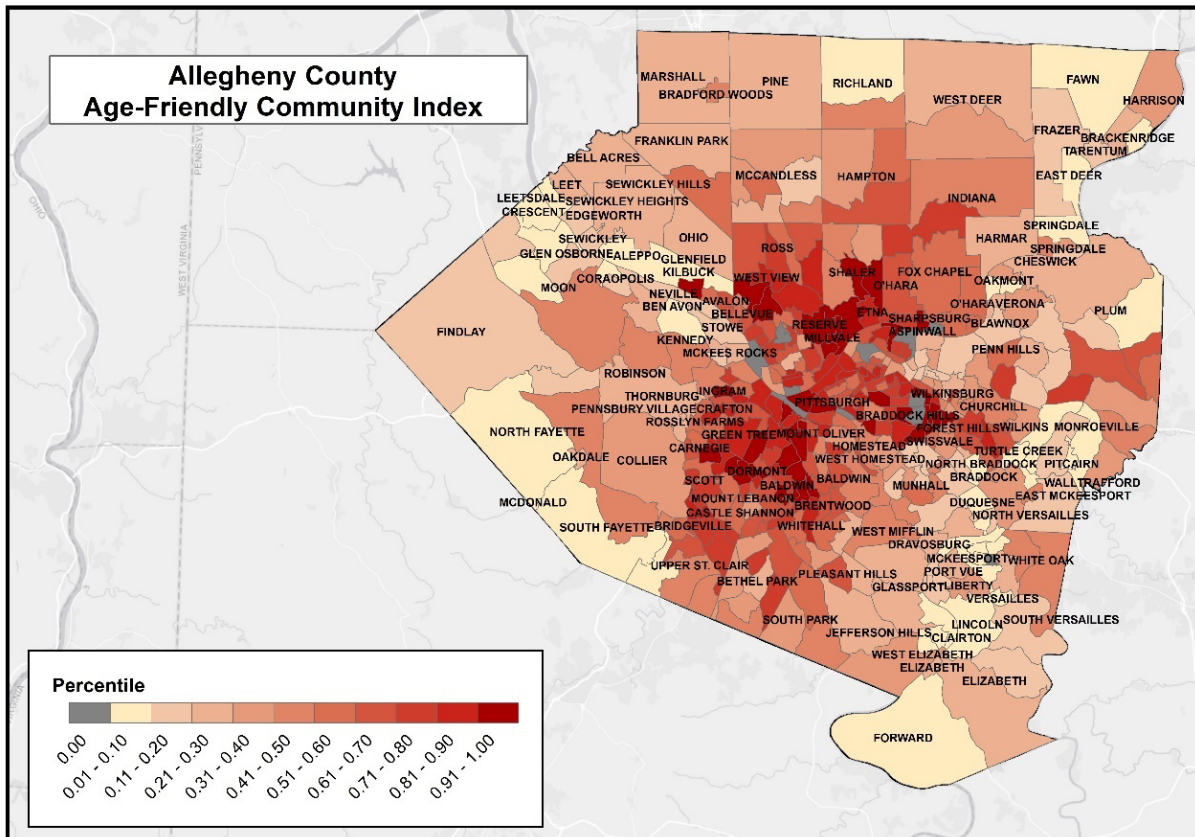 Allegheny County
Age-Friendly Community Index
MARSHALL
PINE
RICHLAND
FAWN
BRADFORD WOODS
WEST DEER
HARRISON
FRANKLIN PARK
FRAZER
BRACKENRIDGE
TARENTUM
BELL ACRES
MCCANDLESS
HAMPTON
EAST DEER
LEET
SEWICKLEY HILLS
LEETSDALE
SEWICKLEY HEIGHTS
INDIANA
CRESCENT
EDGEWORTH
SPRINGDALE
SEWICKLEY
OHIO
ROSS
HARMAR
SPRINGDALE
GLEN OSBORNE
ALEPPO
GLENFIELD
CHESWICK
KILBUCK
WEST VIEW
SHALER
FOX CHAPEL
MOON
CORAOPOLIS
O'HARA
OAKMONT
NEVILLE
AVALON
BEN AVON
BELLEVUE
ETNA
SHARPSBURG
O'HARA
VERONA
PLUM
FINDLAY
STOWE
RESERVE
ASPINWALL
BLAWNOX
KENNEDY
MILLVALE
MCKEES ROCKS
PENN HILLS
ROBINSON
INGRAM
THORNBURG
PITTSBURGH
WILKINSBURG
PENNSBURY VILLAGE
CRAFTON
BRADDOCK HILLS
CHURCHILL
ROSSLYN FARMS
NORTH FAYETTE
GREEN TREE
MOUNT OLIVER
FOREST HILLS
WILKINS
MONROEVILLE
CARNEGIE
HOMESTEAD
SWISSVALE
OAKDALE
COLLIER
WEST HOMESTEAD
TURTLE CREEK
DORMONT
NORTH BRADDOCK
PITCAIRN
SCOTT
BALDWIN
BALDWIN
BRADDOCK
MUNHALL
WALL
TRAFFORD
MCDONALD
MOUNT LEBANON
EAST MCKEESPORT
CASTLE SHANNON
BRENTWOOD
DUQUESNE
NORTH VERSAILLES
SOUTH FAYETTE
BRIDGEVILLE
WHITEHALL
WEST MIFFLIN
DRAVOSBURG
UPPER ST. CLAIR
MCKEESPORT
WHITE OAK
BETHEL PARK
PLEASANT HILLS
PORT VUE
GLASSPORT
LIBERTY
VERSAILLES
SOUTH PARK
LINCOLN
SOUTH VERSAILLES
JEFFERSON HILLS
CLAIRTON
WEST ELIZABETH
ELIZABETH
ELIZABETH
FORWARD
OHIO
PENNSYLV
WEST VIRGINIA
Percentile
0.00
0.01 - 0.10
0.11 - 0.20
0.21 - 0.30
0.31 - 0.40
0.41 - 0.50
0.51 - 0.60
0.61 - 0.70
0.71 - 0.80
0.81 - 0.90
0.91 - 1.00